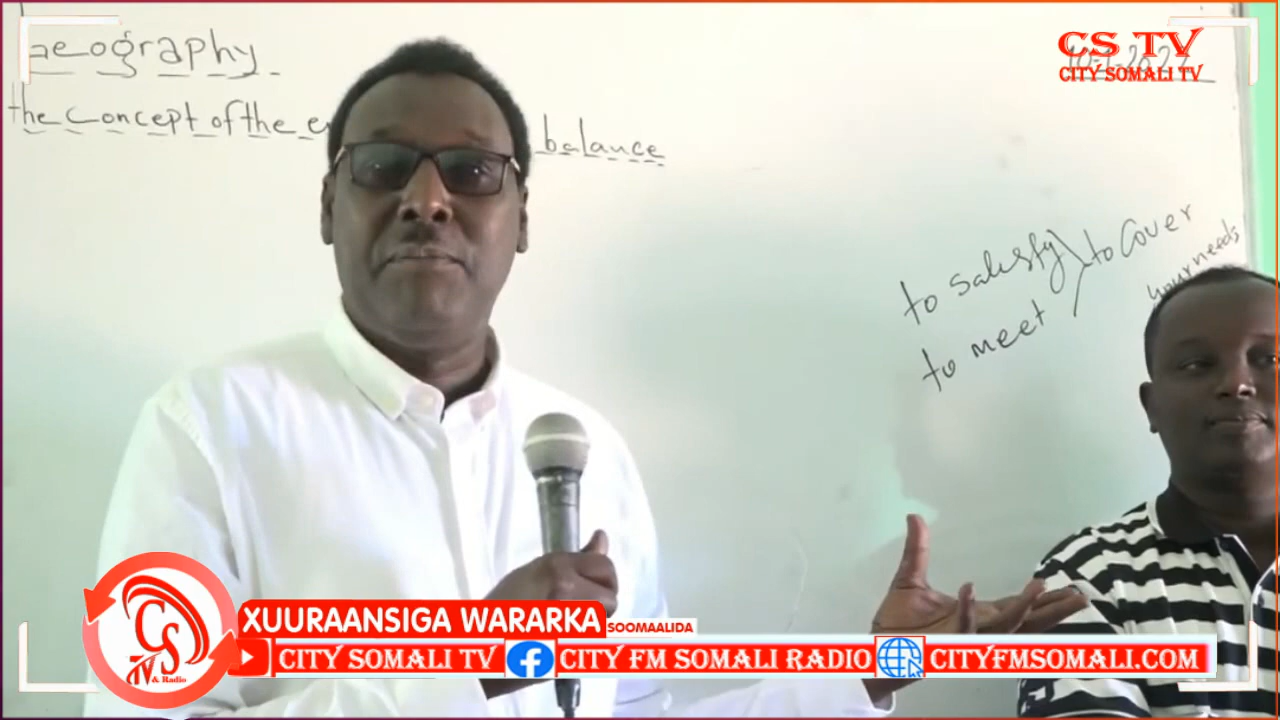 Geography
CS TV
CITY SOMALI TV
the concept of the
balance
to satisfy
to meet
to cover
your needs
CS
TV
& Radio
XUURAANSIGA WARARKA
SOOMAALIDA
CITY SOMALI TV
CITY FM SOMALI RADIO
CITYFMSOMALI.COM